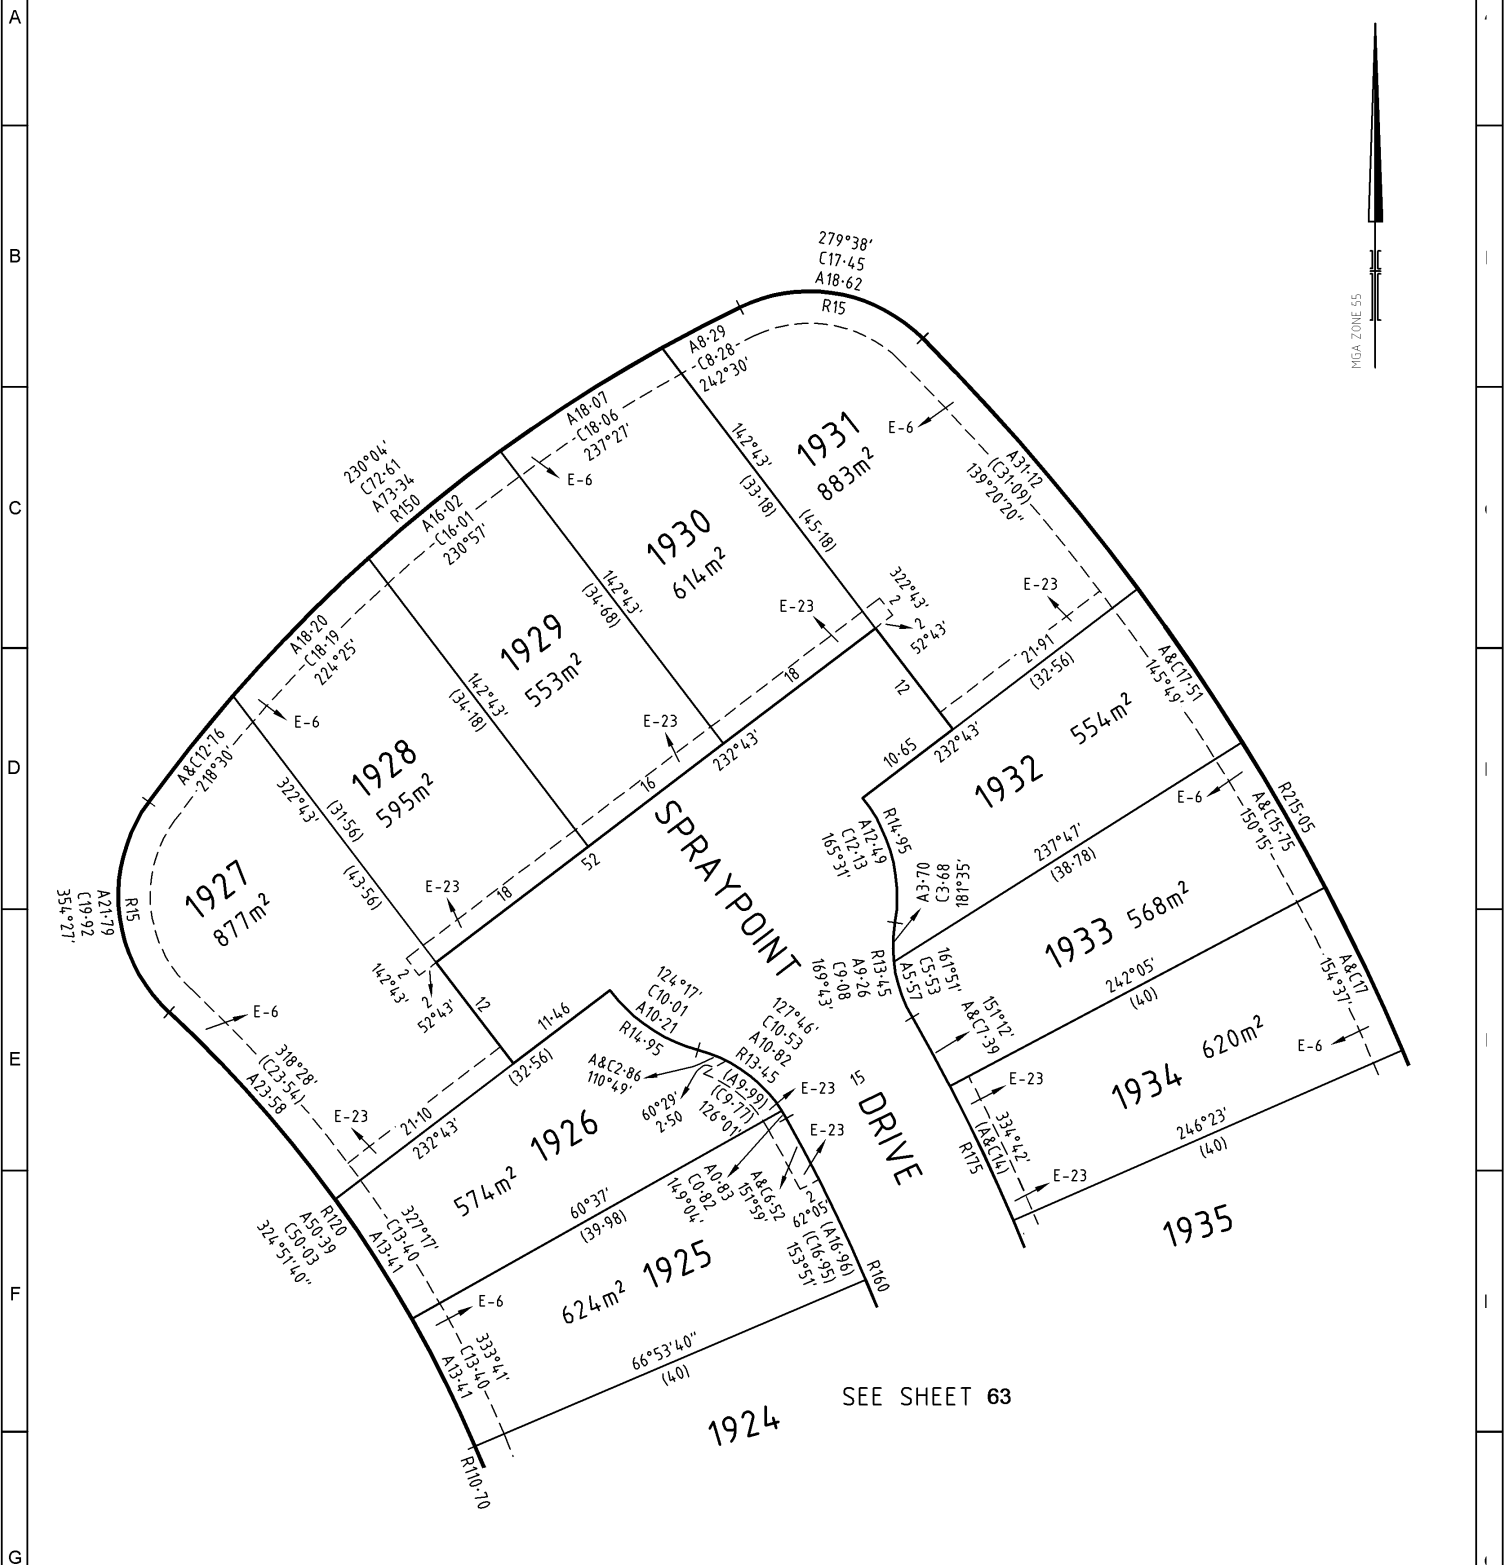 A
B
C
D
E
F
G
MGA ZONE 55
279°38'
C17·45
A18·62
R15
A8·29
C8·28
242°30'
A18·07
C18·06
237°27'
230°04'
C72·61
A73·34
R150
A16·02
C16·01
230°57'
A18·20
C18·19
224°25'
A&C12·76
218°30'
E-6
E-6
E-6
1931
883m²
142°43'
(33·18)
(45·18)
A31·12
(C31·09)
139°20'20"
1930
614m²
142°43'
(34·68)
1929
553m²
142°43'
(34·18)
1928
595m²
322°43'
(31·56)
(43·56)
1927
877m²
E-23
E-23
E-23
E-23
322°43'
2
2
52°43'
12
18
16
18
52
232°43'
21·91
(32·56)
10·65
232°43'
A&C17·51
145°49'
554m²
1932
R14·95
A12·49
C12·13
165°31'
A3·70
C3·68
181°35'
237°47'
(38·78)
E-6
R215·05
A&C15·75
150°15'
1933 568m²
R13·45
A9·26
C9·08
169°43'
161°51'
C5·53
A5·57
151°12'
A&C7·39
242°05'
(40)
A&C17
154°37'
E-6
1934 620m²
E-23
334°42'
(A&C14)
R175
E-23
246°23'
(40)
1935
SPRAYPOINT
15
DRIVE
R15
A21·79
C19·92
354°27'
E-6
318°28'
(C23·54)
A23·58
2
142°43'
2
52°43'
12
11·46
(32·56)
E-23
21·10
232°43'
124°17'
C10·01
A10·21
R14·95
127°46'
C10·53
A10·82
R13·45
(A9·99)
(C9·77)
126°01'
A&C2·86
110°49'
60°29'
2·50
E-23
E-23
1926
574m²
60°37'
(39·98)
A0·83
C0·82
149°04'
A&C6·52
151°59'
2
62°05'
(A16·96)
(C16·95)
153°51'
R160
R120
A50·39
C50·03
324°51'40"
327°17'
C13·40
A13·41
E-6
1925
624m²
333°41'
C13·40
A13·41
66°53'40"
(40)
R110·70
1924
SEE SHEET 63